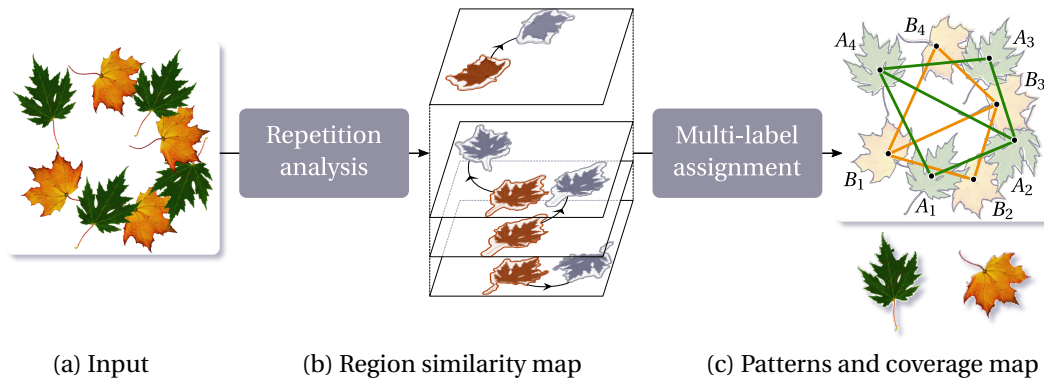 Repetition
analysis
Multi-label
assignment
A4
B4
A3
B3
B1
A1
B2
A2
(a) Input
(b) Region similarity map
(c) Patterns and coverage map